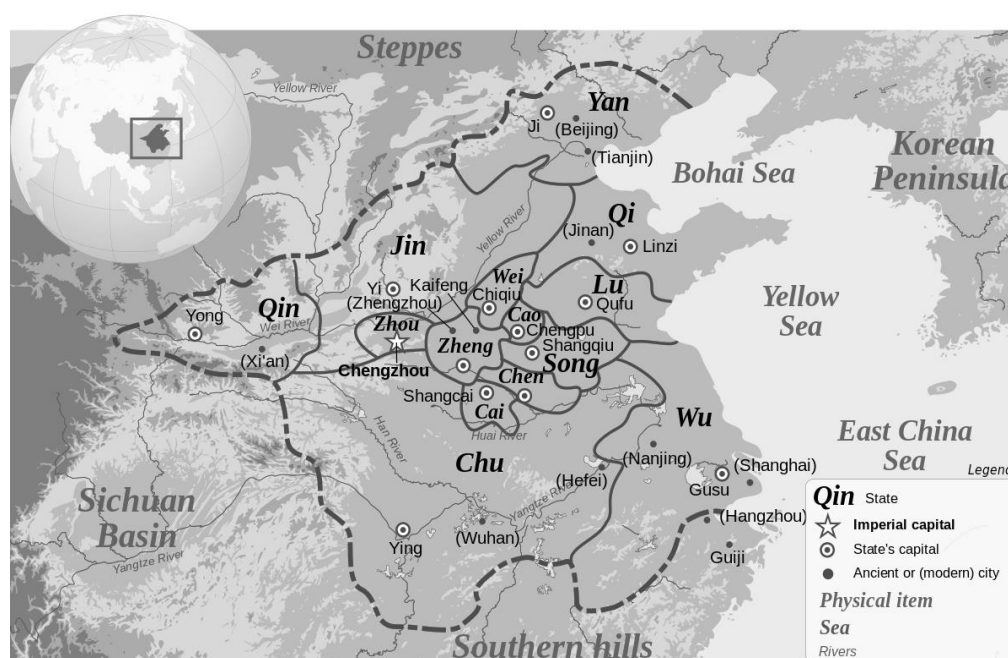 Steppes
Yellow River
Yan
Ji
(Beijing)
(Tianjin)
Korean
Peninsula
Bohai Sea
Qi
(Jinan)
Linzi
Yellow River
Jin
Wei
Lu
Yi
Kaifeng
Chiqiu
Qufu
(Zhengzhou)
Cao
Yellow
Sea
Qin
Yong
Wei River
Zhou
Chengpu
Zheng
Shangqiu
(Xi'an)
Chengzhou
Song
Chen
Shangcai
Cai
Wu
Han River
Huai River
East China
Sea
Chu
(Nanjing)
(Shanghai)
(Hefei)
Gusu
Legend
Sichuan
Basin
Yangtze River
(Hangzhou)
Ying
(Wuhan)
Guiji
Yangtze River
Southern hills
Qin State
Imperial capital
State's capital
Ancient or (modern) city
Physical item
Sea
Rivers